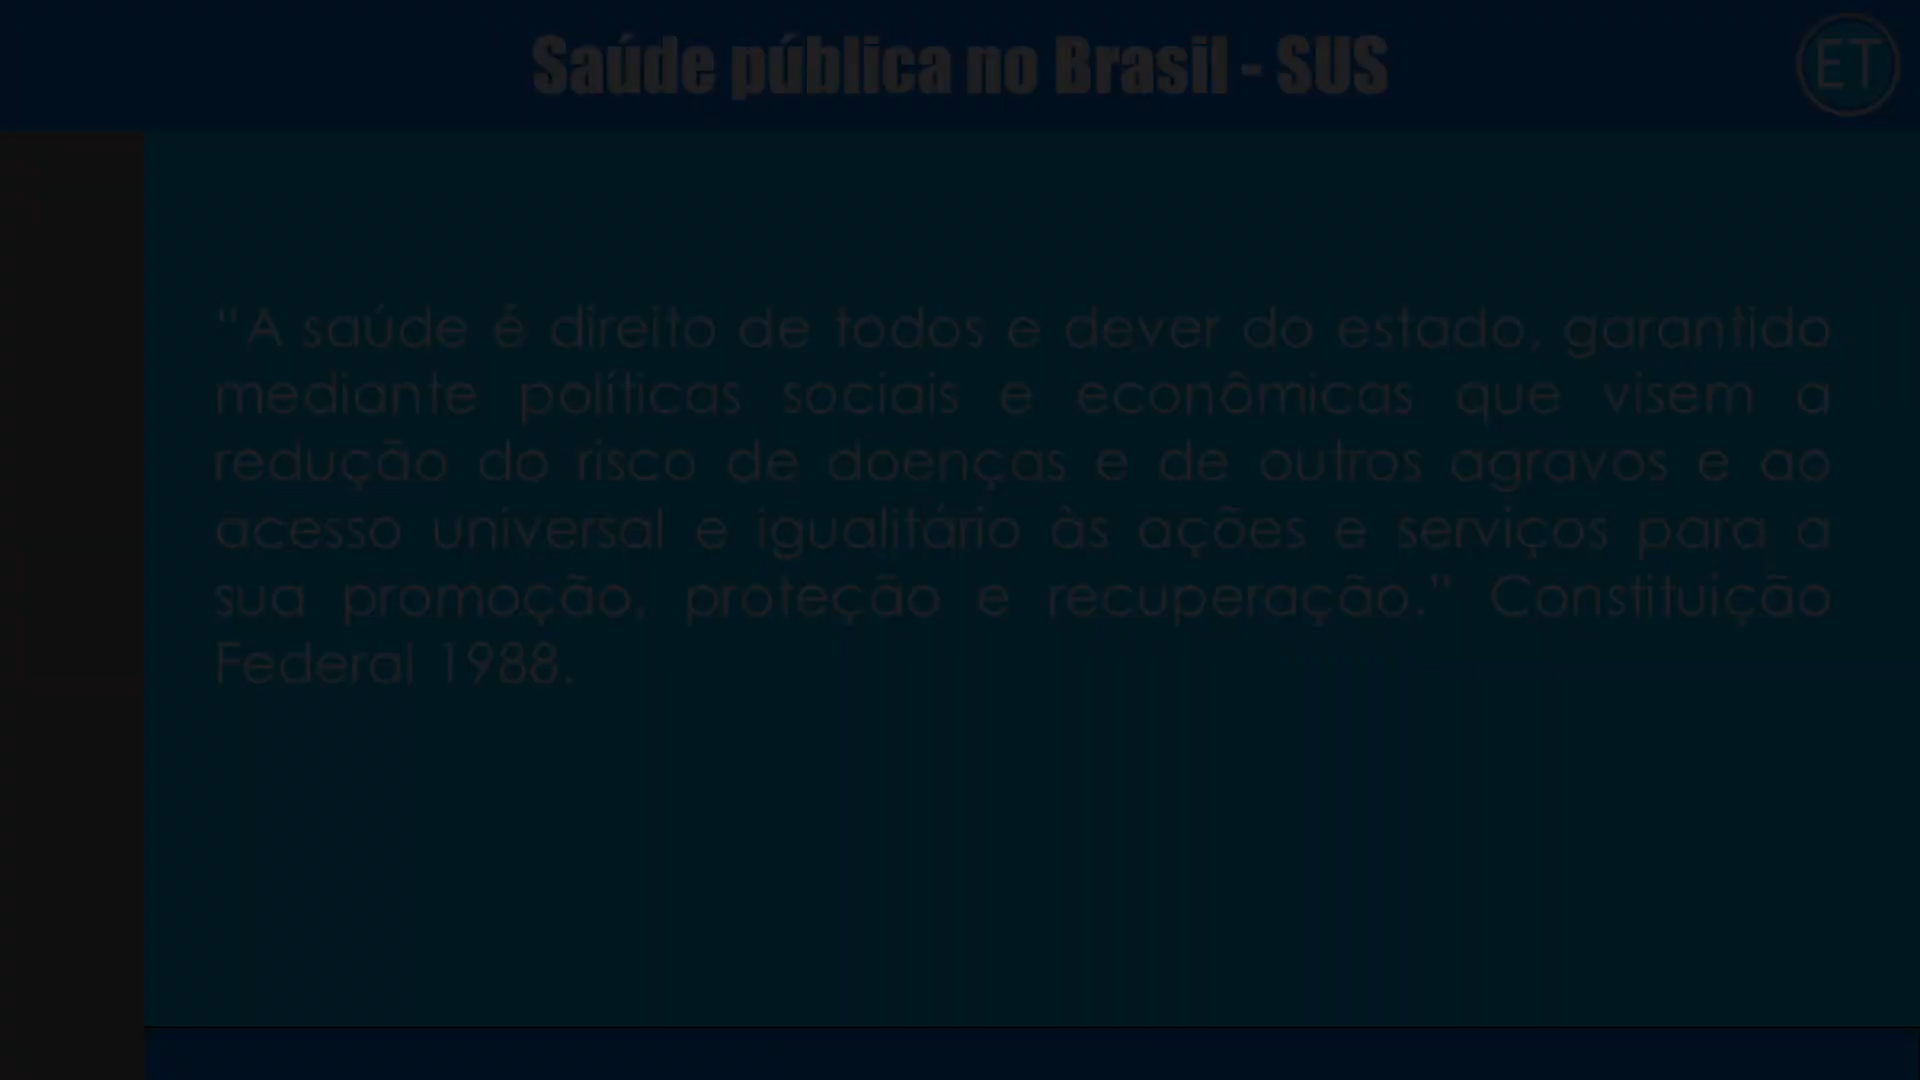 Saúde pública no Brasil - SUS
ET
"A saúde é direito de todos e dever do estado, garantido
mediante políticas sociais e econômicas que visem a
redução do risco de doenças e de outros agravos e ao
acesso universal e igualitário às ações e serviços para a
sua promoção, proteção e recuperação." Constituição
Federal 1988.